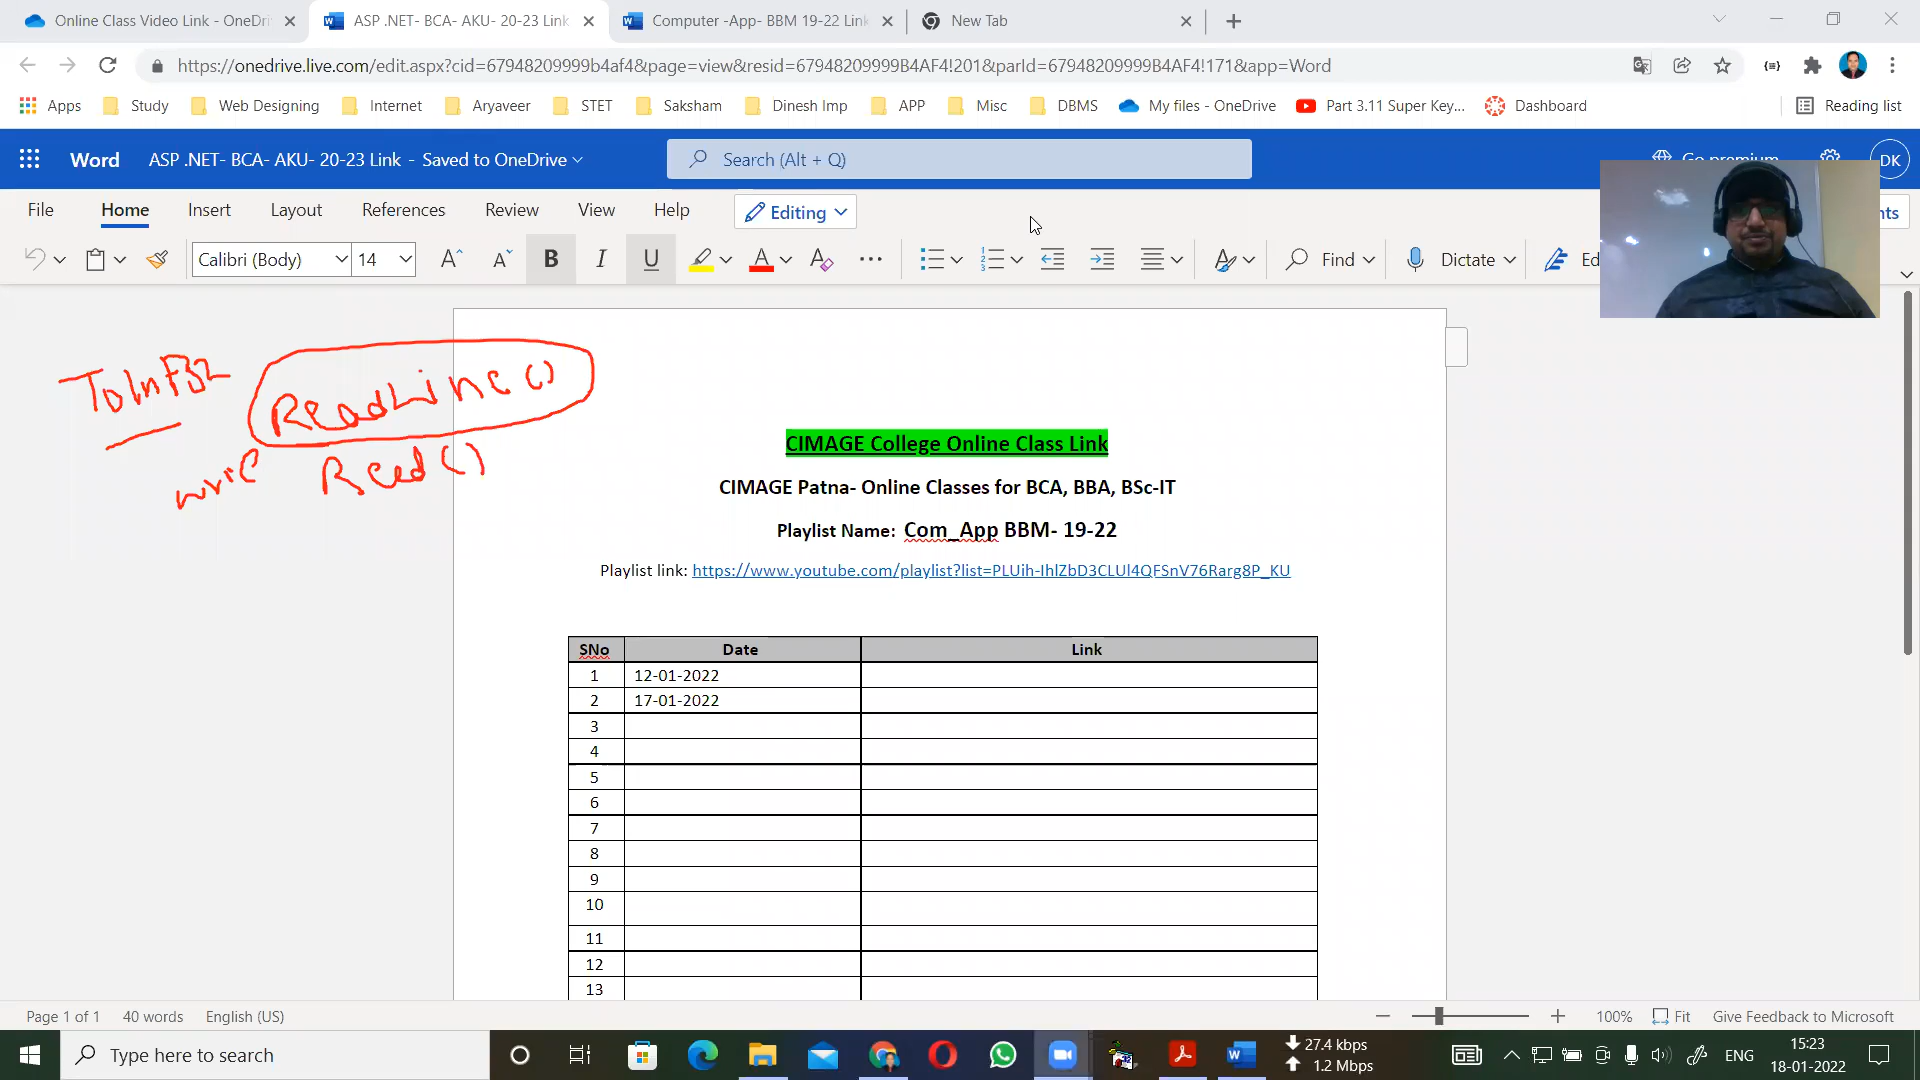 Online Class Video Link - OneDriv
ASP .NET- BCA- AKU- 20-23 Link
Computer -App- BBM 19-22 Link
New Tab
https://onedrive.live.com/edit.aspx?cid=67948209999b4af4&page=view&resid=67948209999B4AF4!201&parId=67948209999B4AF4!171&app=Word
Apps Study Web Designing Internet Aryaveer STET Saksham Dinesh Imp APP Misc DBMS My files - OneDrive Part 3.11 Super Key... Dashboard Reading list
Word ASP .NET- BCA- AKU- 20-23 Link - Saved to OneDrive Search (Alt + Q) Go premium DK
File Home Insert Layout References Review View Help Editing nts
Calibri (Body) 14 B I U A Find Dictate Ed
ToInt32 ReadLine()
Read()
CIMAGE College Online Class Link
CIMAGE Patna- Online Classes for BCA, BBA, BSc-IT
Playlist Name: Com_App BBM- 19-22
Playlist link: https://www.youtube.com/playlist?list=PLUih-IhlZbD3CLUl4QFSnV76Rarg8P_KU
SNo Date Link
1 12-01-2022
2 17-01-2022
3
4
5
6
7
8
9
10
11
12
13
Page 1 of 1 40 words English (US) 100% Fit Give Feedback to Microsoft
Type here to search
27.4 kbps
1.2 Mbps
ENG
15:23
18-01-2022